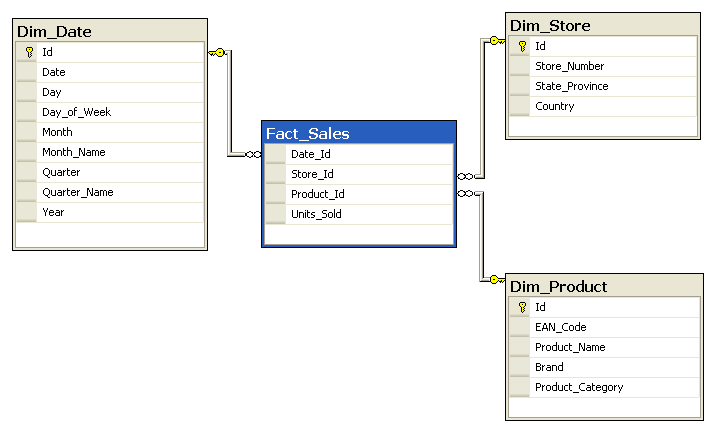 Dim_Date
Id
Date
Day
Day_of_Week
Month
Month_Name
Quarter
Quarter_Name
Year
Fact_Sales
Date_Id
Store_Id
Product_Id
Units_Sold
Dim_Store
Id
Store_Number
State_Province
Country
Dim_Product
Id
EAN_Code
Product_Name
Brand
Product_Category